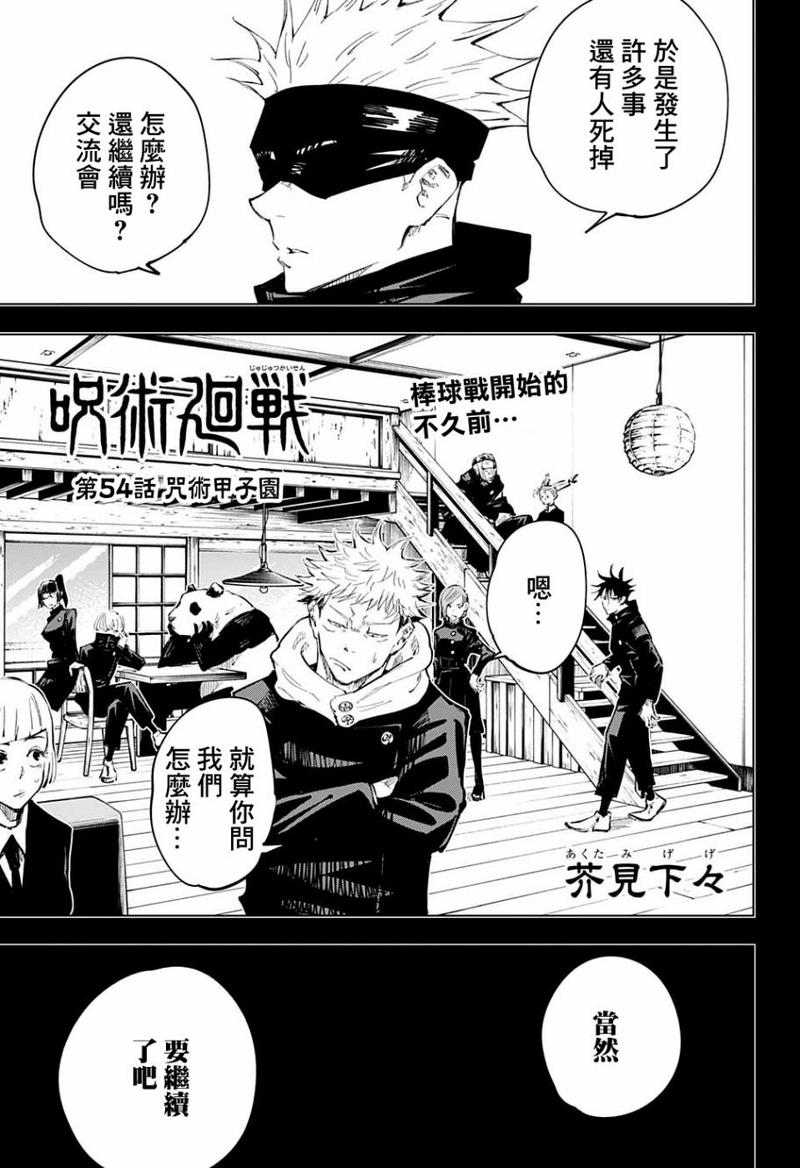 於是發生了
許多事
還有人死掉
怎麼辦？
還繼續嗎？
交流會
じゅじゅつかいせん
呪術廻戦
第54話 咒術甲子園
棒球戰開始的
不久前…
嗯…
就算你問
我們
怎麼辦…
あくたみげげ
芥見下々
當然
要繼續
了吧